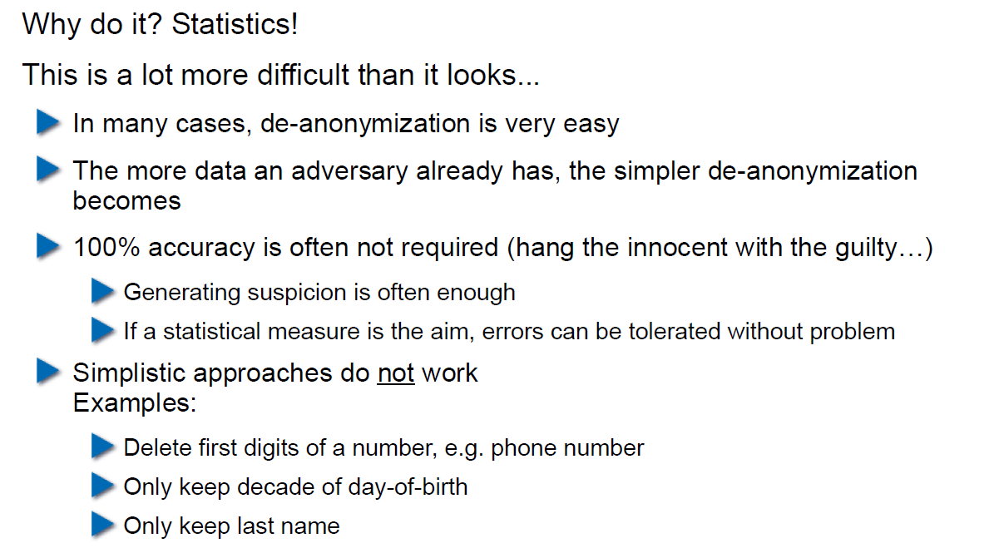 Why do it? Statistics!
This is a lot more difficult than it looks...
In many cases, de-anonymization is very easy
The more data an adversary already has, the simpler de-anonymization
becomes
100% accuracy is often not required (hang the innocent with the guilty…)
Generating suspicion is often enough
If a statistical measure is the aim, errors can be tolerated without problem
Simplistic approaches do not work
Examples:
Delete first digits of a number, e.g. phone number
Only keep decade of day-of-birth
Only keep last name